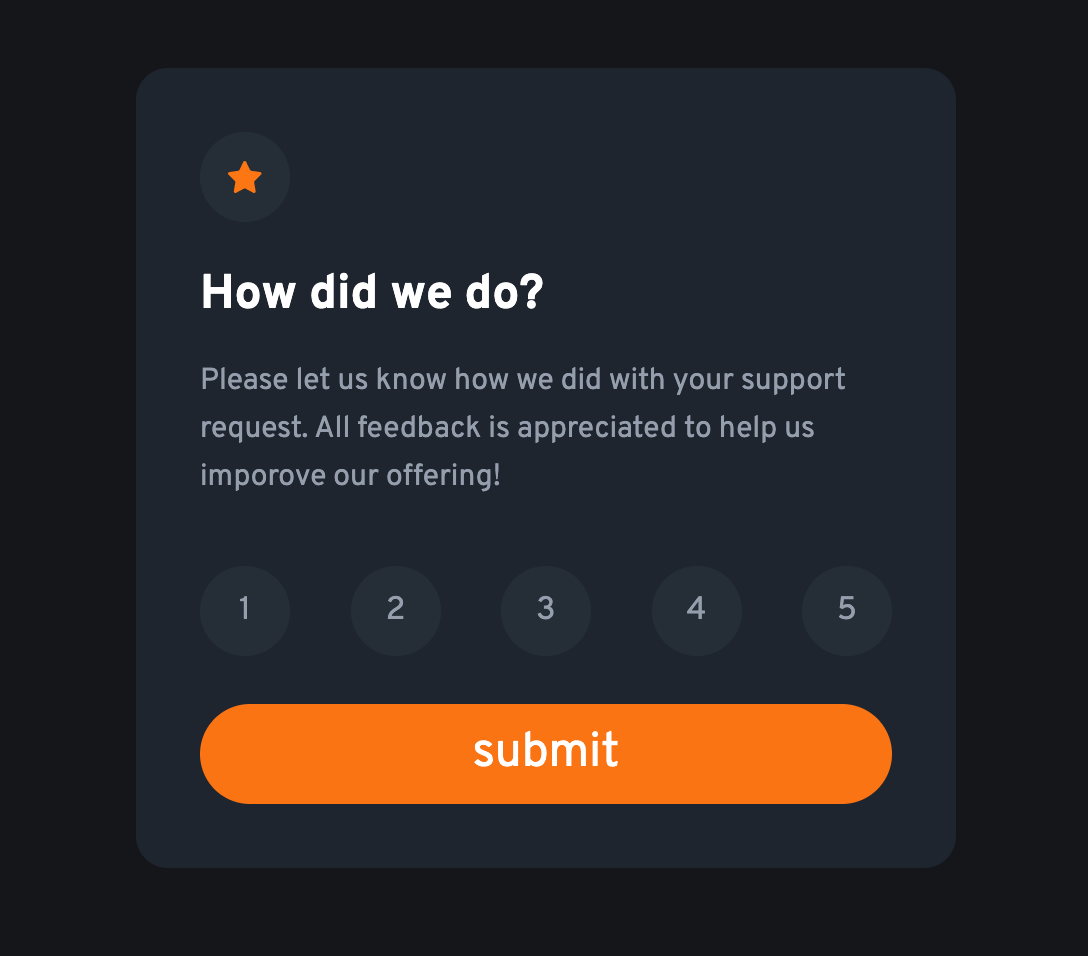 How did we do?
Please let us know how we did with your support
request. All feedback is appreciated to help us
imporove our offering!
1 2 3 4 5
submit